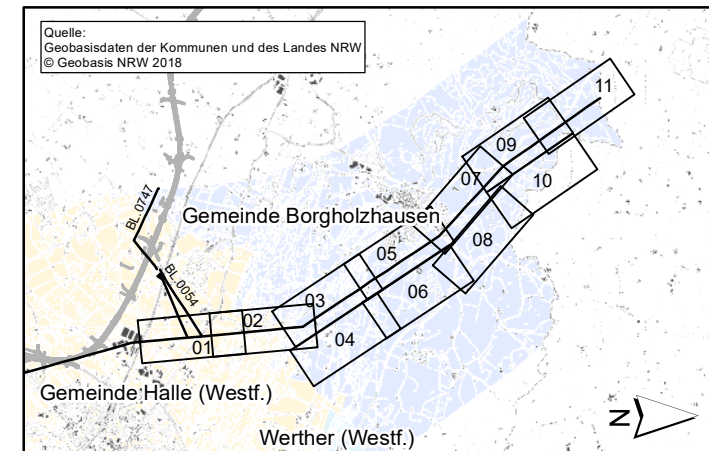 Quelle:
Geobasisdaten der Kommunen und des Landes NRW
© Geobasis NRW 2018
11
09
07
10
BL.0747
Gemeinde Borgholzhausen
08
05
BL.0054
06
03
02
01
04
Gemeinde Halle (Westf.)
N
Werther (Westf.)